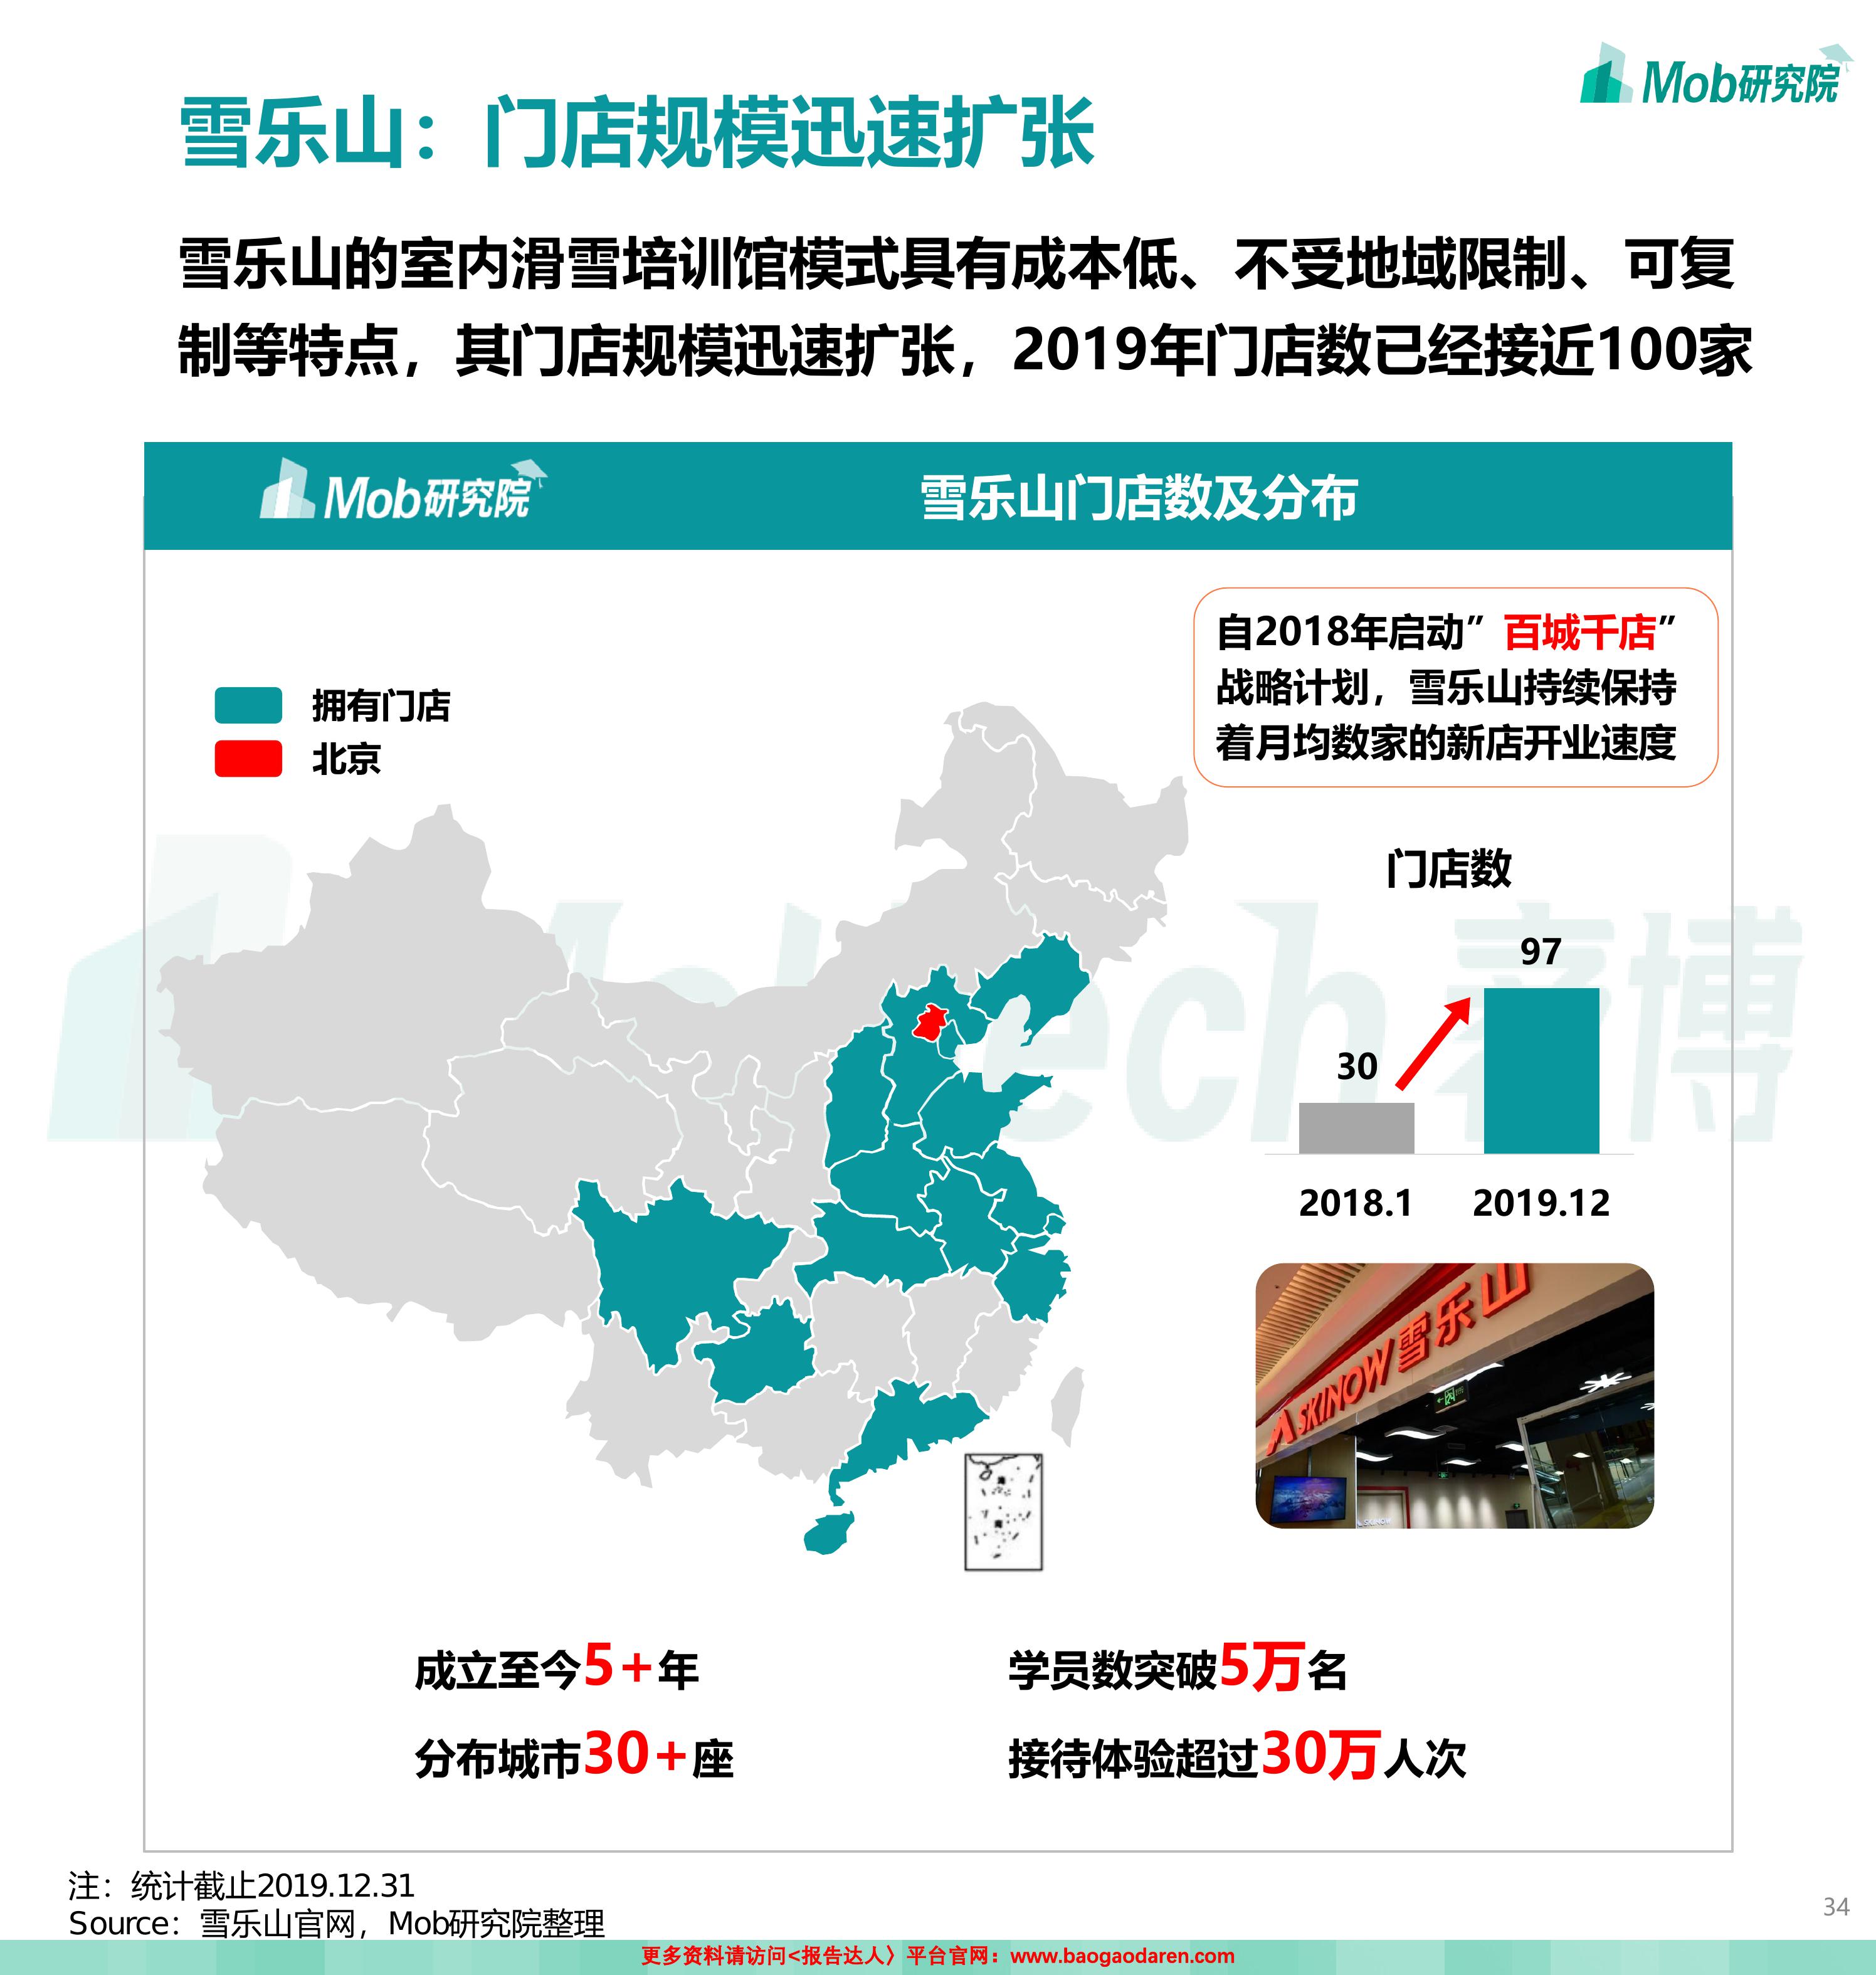 Mob研究院
雪乐山：门店规模迅速扩张
雪乐山的室内滑雪培训馆模式具有成本低、不受地域限制、可复
制等特点，其门店规模迅速扩张，2019年门店数已经接近100家
Mob研究院
雪乐山门店数及分布
自2018年启动”百城千店”
战略计划，雪乐山持续保持
着月均数家的新店开业速度
拥有门店
北京
门店数
97
30
2018.1
2019.12
SKINOW雪乐山
成立至今5+年
学员数突破5万名
分布城市30+座
接待体验超过30万人次
注：统计截止2019.12.31
Source：雪乐山官网，Mob研究院整理
34
更多资料请访问<报告达人〉平台官网：www.baogaodaren.com